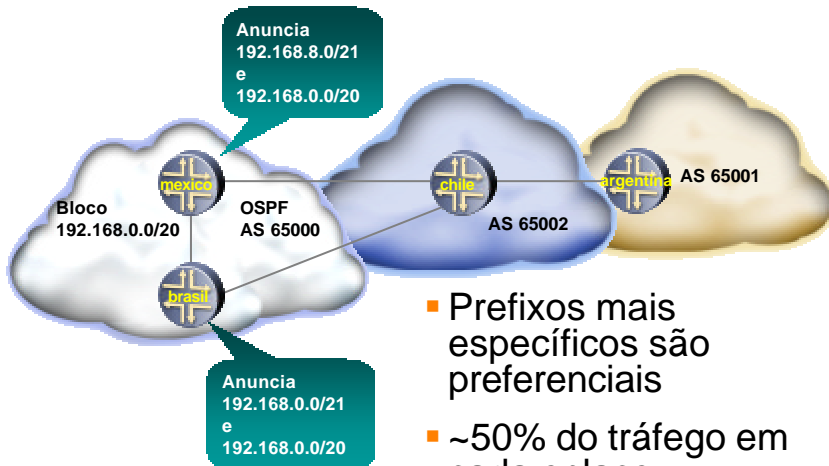 Anuncia
192.168.8.0/21
e
192.168.0.0/20
mexico
chile
argentina
AS 65001
Bloco
192.168.0.0/20
OSPF
AS 65000
AS 65002
brasil
Prefixos mais
específicos são
preferenciais
Anuncia
192.168.0.0/21
e
192.168.0.0/20
~50% do tráfego em